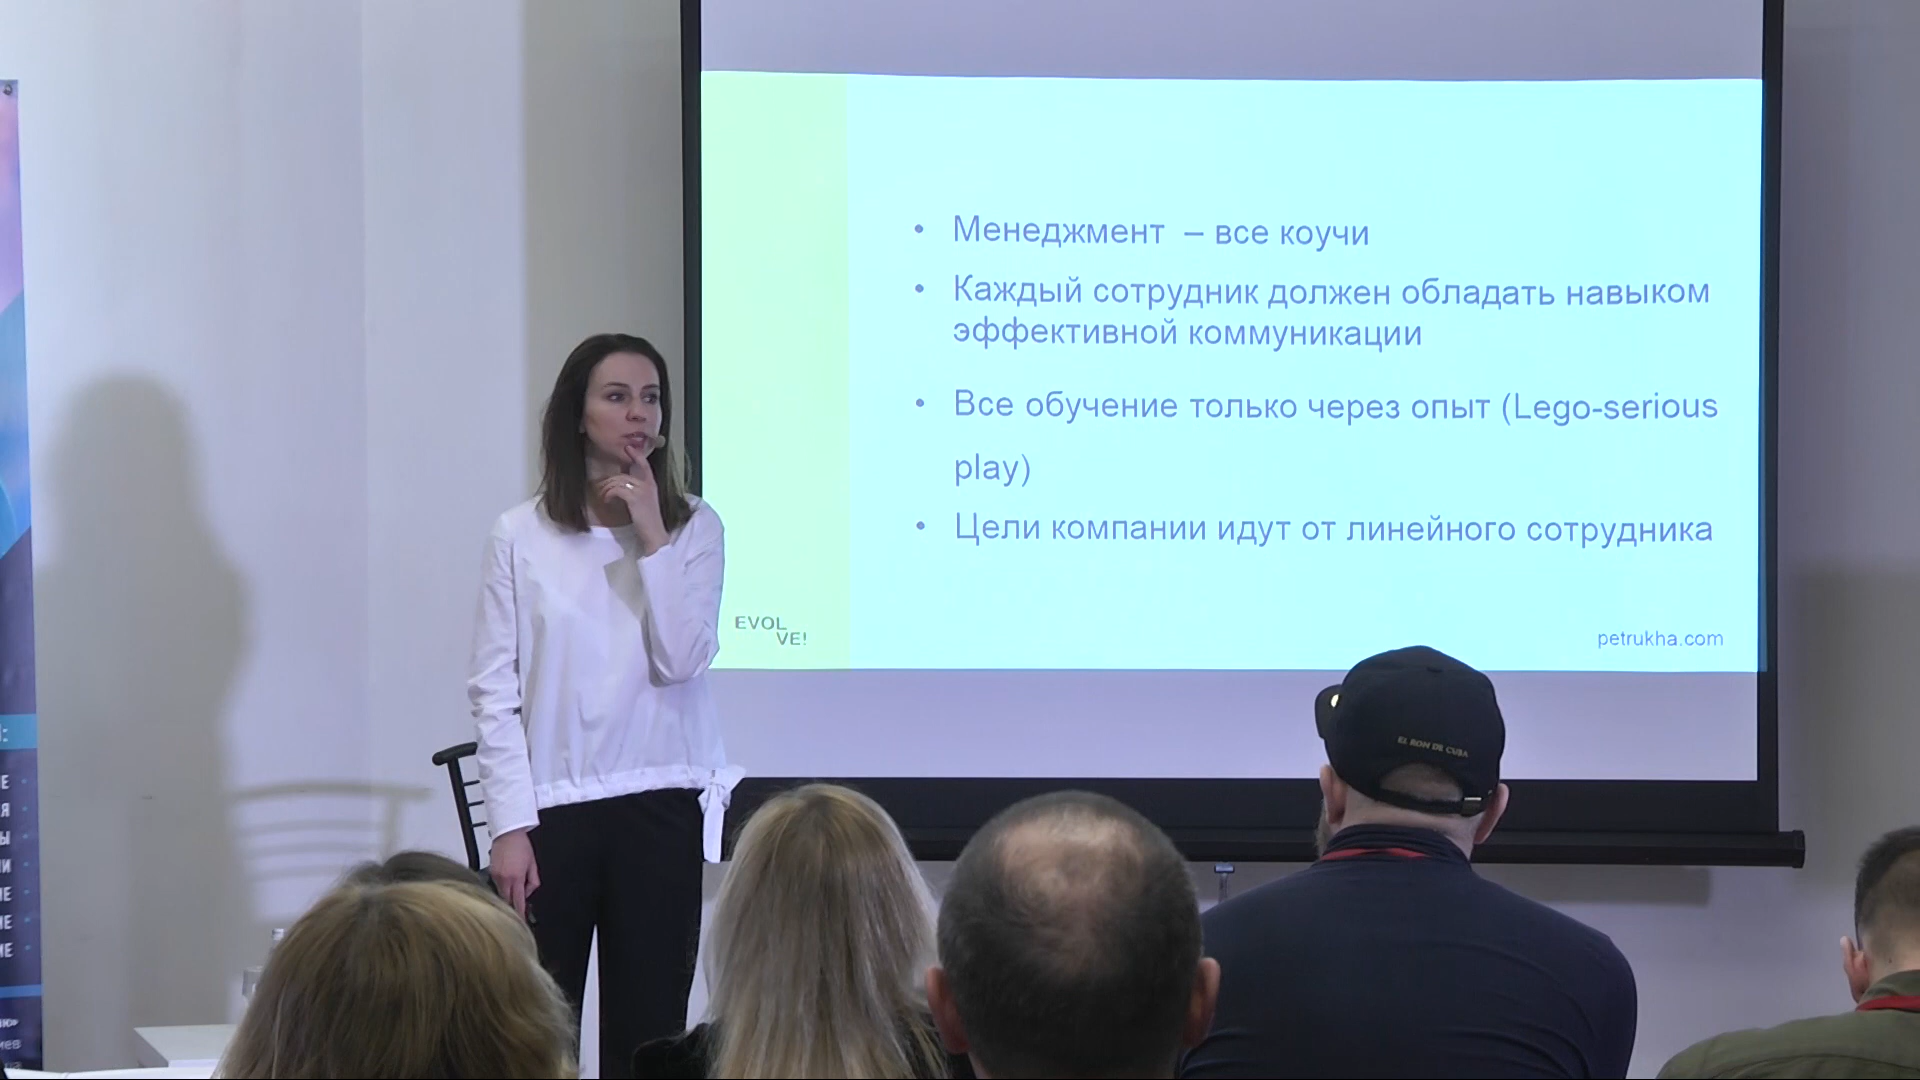 • Менеджмент – все коучи
• Каждый сотрудник должен обладать навыком
эффективной коммуникации
• Все обучение только через опыт (Lego-serious
play)
• Цели компании идут от линейного сотрудника
EVOL
VE!
petrukha.com
EL RON DE CUBA